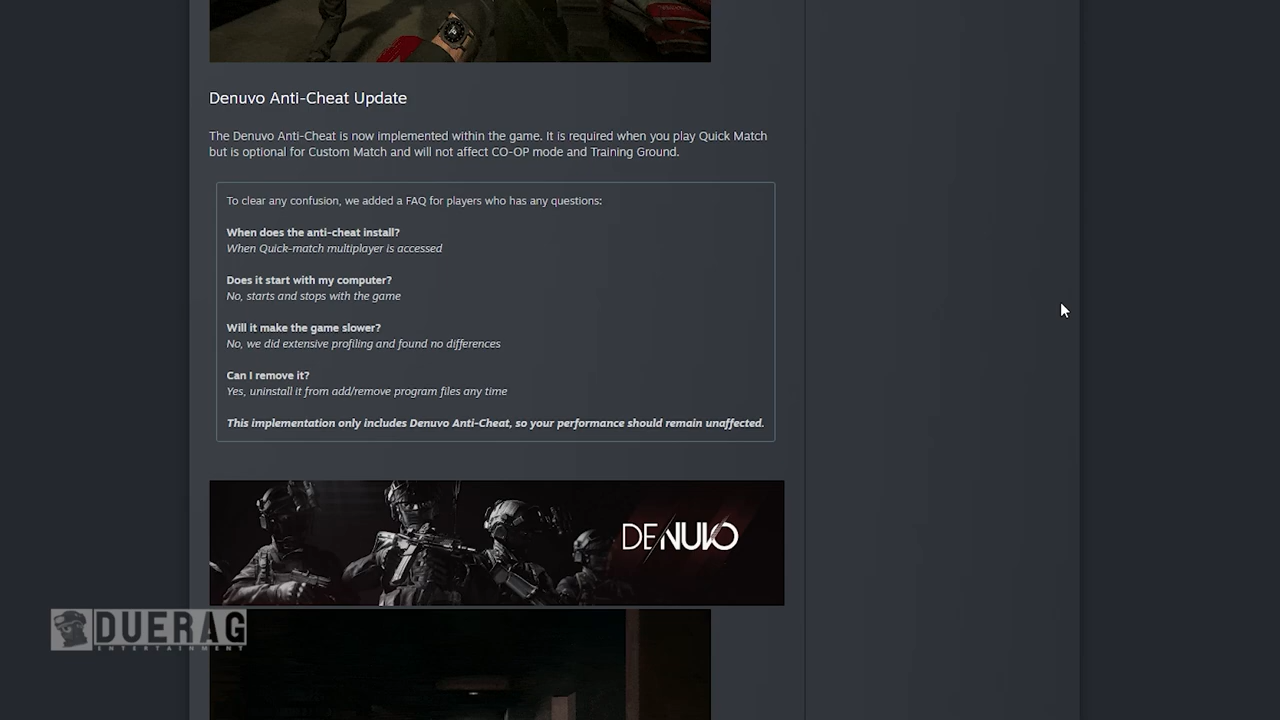 Denuvo Anti-Cheat Update
The Denuvo Anti-Cheat is now implemented within the game. It is required when you play Quick Match
but is optional for Custom Match and will not affect CO-OP mode and Training Ground.
To clear any confusion, we added a FAQ for players who has any questions:
When does the anti-cheat install?
When Quick-match multiplayer is accessed
Does it start with my computer?
No, starts and stops with the game
Will it make the game slower?
No, we did extensive profiling and found no differences
Can I remove it?
Yes, uninstall it from add/remove program files any time
This implementation only includes Denuvo Anti-Cheat, so your performance should remain unaffected.
DENUVO
DUERAG
ENTERTAINMENT